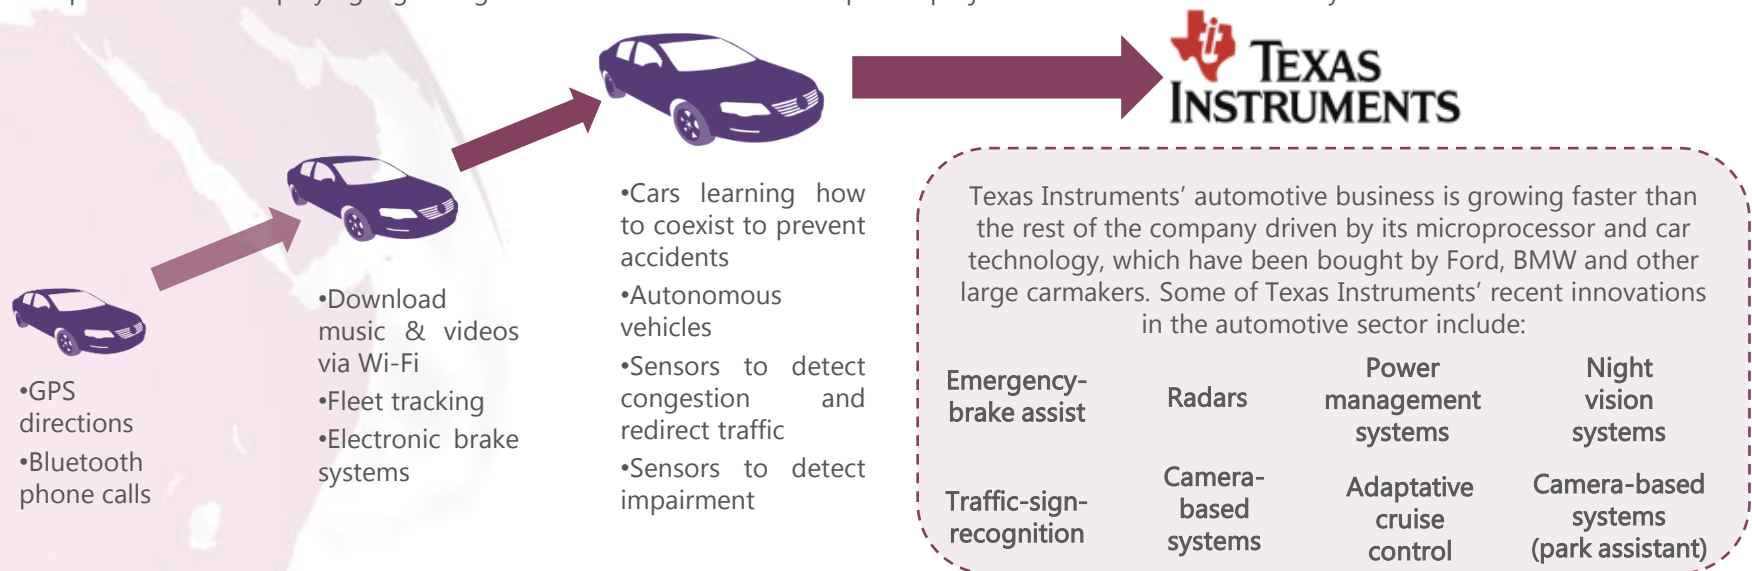 TEXAS
INSTRUMENTS
•GPS
directions
•Bluetooth
phone calls
•Download
music & videos
via Wi-Fi
•Fleet tracking
•Electronic brake
systems
•Cars learning how
to coexist to prevent
accidents
•Autonomous
vehicles
•Sensors to detect
congestion and
redirect traffic
•Sensors to detect
impairment
Texas Instruments’ automotive business is growing faster than
the rest of the company driven by its microprocessor and car
technology, which have been bought by Ford, BMW and other
large carmakers. Some of Texas Instruments’ recent innovations
in the automotive sector include:
Emergency-
brake assist
Radars
Power
management
systems
Night
vision
systems
Traffic-sign-
recognition
Camera-
based
systems
Adaptative
cruise
control
Camera-based
systems
(park assistant)